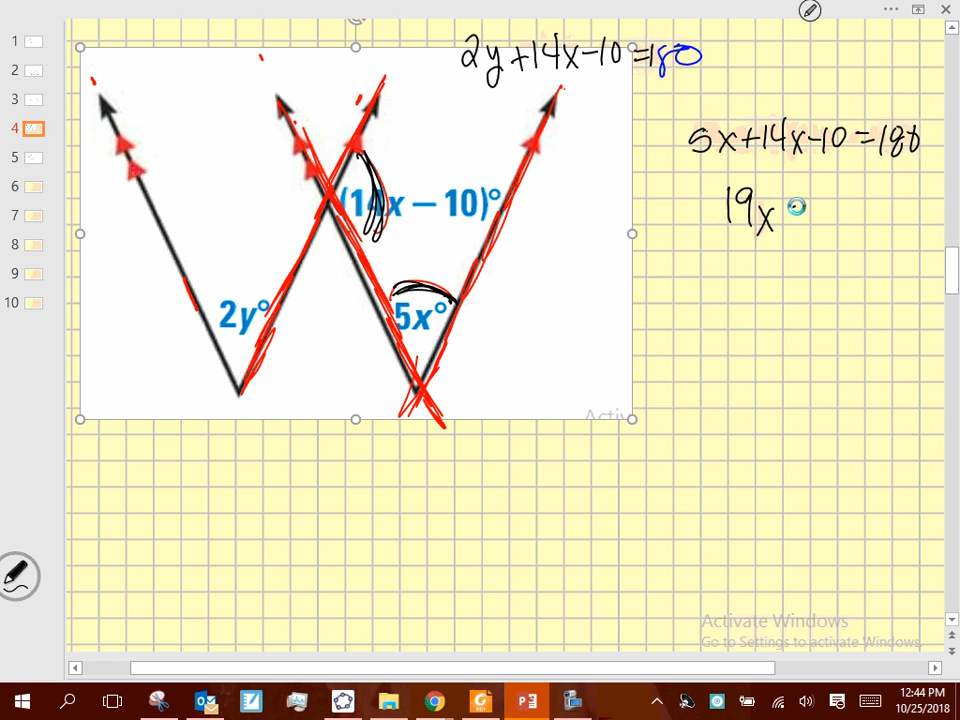 2y+14x-10=180
1
2
3
4
5
6
7
8
9
10
5x+14x-10=180
(14x – 10)°
19x
2y°
5x°
Activ
Activate Windows
Go to Settings to activate Windows.
12:44 PM
10/25/2018